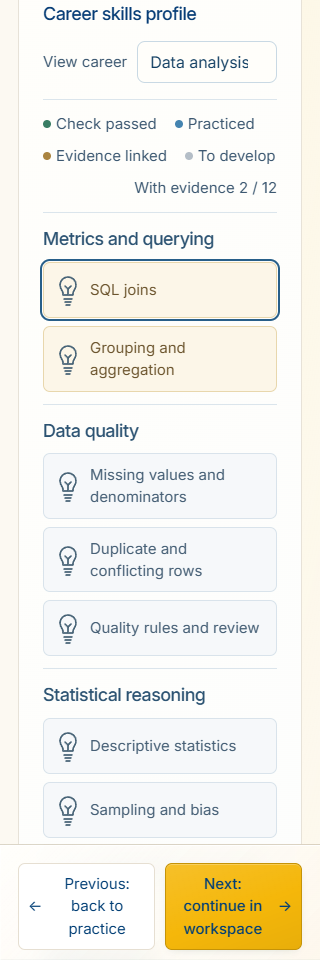 Career skills profile
View career
Data analysis
Check passed
Practiced
Evidence linked
To develop
With evidence 2 / 12
Metrics and querying
SQL joins
Grouping and
aggregation
Data quality
Missing values and
denominators
Duplicate and
conflicting rows
Quality rules and review
Statistical reasoning
Descriptive statistics
Sampling and bias
← Previous:
back to
practice
Next:
continue in
workspace →